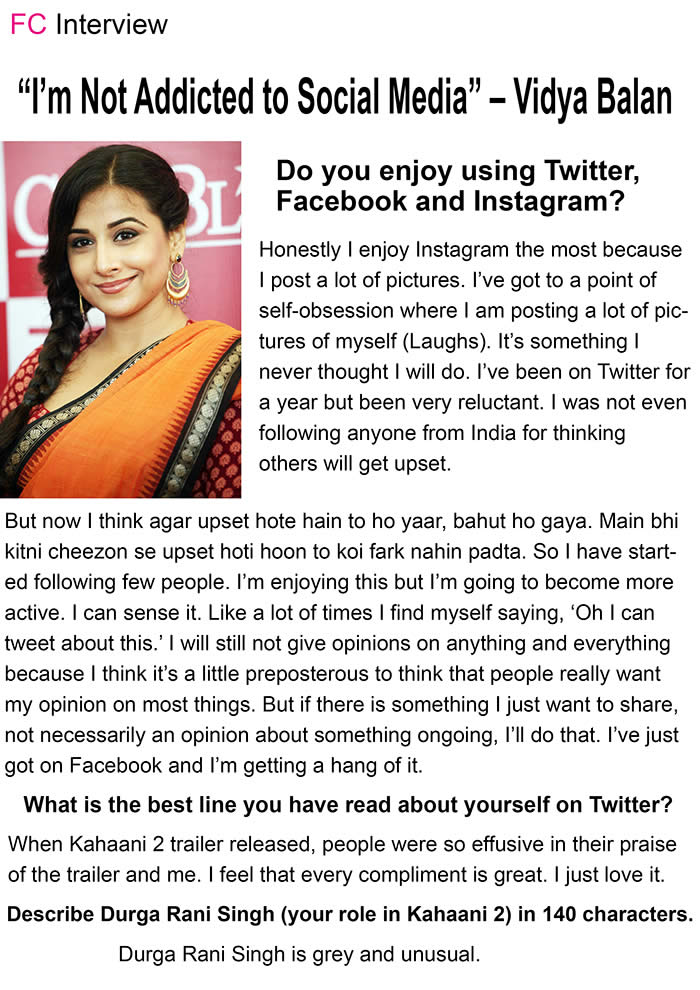 FC Interview
“I’m Not Addicted to Social Media” – Vidya Balan
Do you enjoy using Twitter,
Facebook and Instagram?
Honestly I enjoy Instagram the most because
I post a lot of pictures. I’ve got to a point of
self-obsession where I am posting a lot of pic-
tures of myself (Laughs). It’s something I
never thought I will do. I’ve been on Twitter for
a year but been very reluctant. I was not even
following anyone from India for thinking
others will get upset.
But now I think agar upset hote hain to ho yaar, bahut ho gaya. Main bhi
kitni cheezon se upset hoti hoon to koi fark nahin padta. So I have start-
ed following few people. I’m enjoying this but I’m going to become more
active. I can sense it. Like a lot of times I find myself saying, ‘Oh I can
tweet about this.’ I will still not give opinions on anything and everything
because I think it’s a little preposterous to think that people really want
my opinion on most things. But if there is something I just want to share,
not necessarily an opinion about something ongoing, I’ll do that. I’ve just
got on Facebook and I’m getting a hang of it.
What is the best line you have read about yourself on Twitter?
When Kahaani 2 trailer released, people were so effusive in their praise
of the trailer and me. I feel that every compliment is great. I just love it.
Describe Durga Rani Singh (your role in Kahaani 2) in 140 characters.
Durga Rani Singh is grey and unusual.